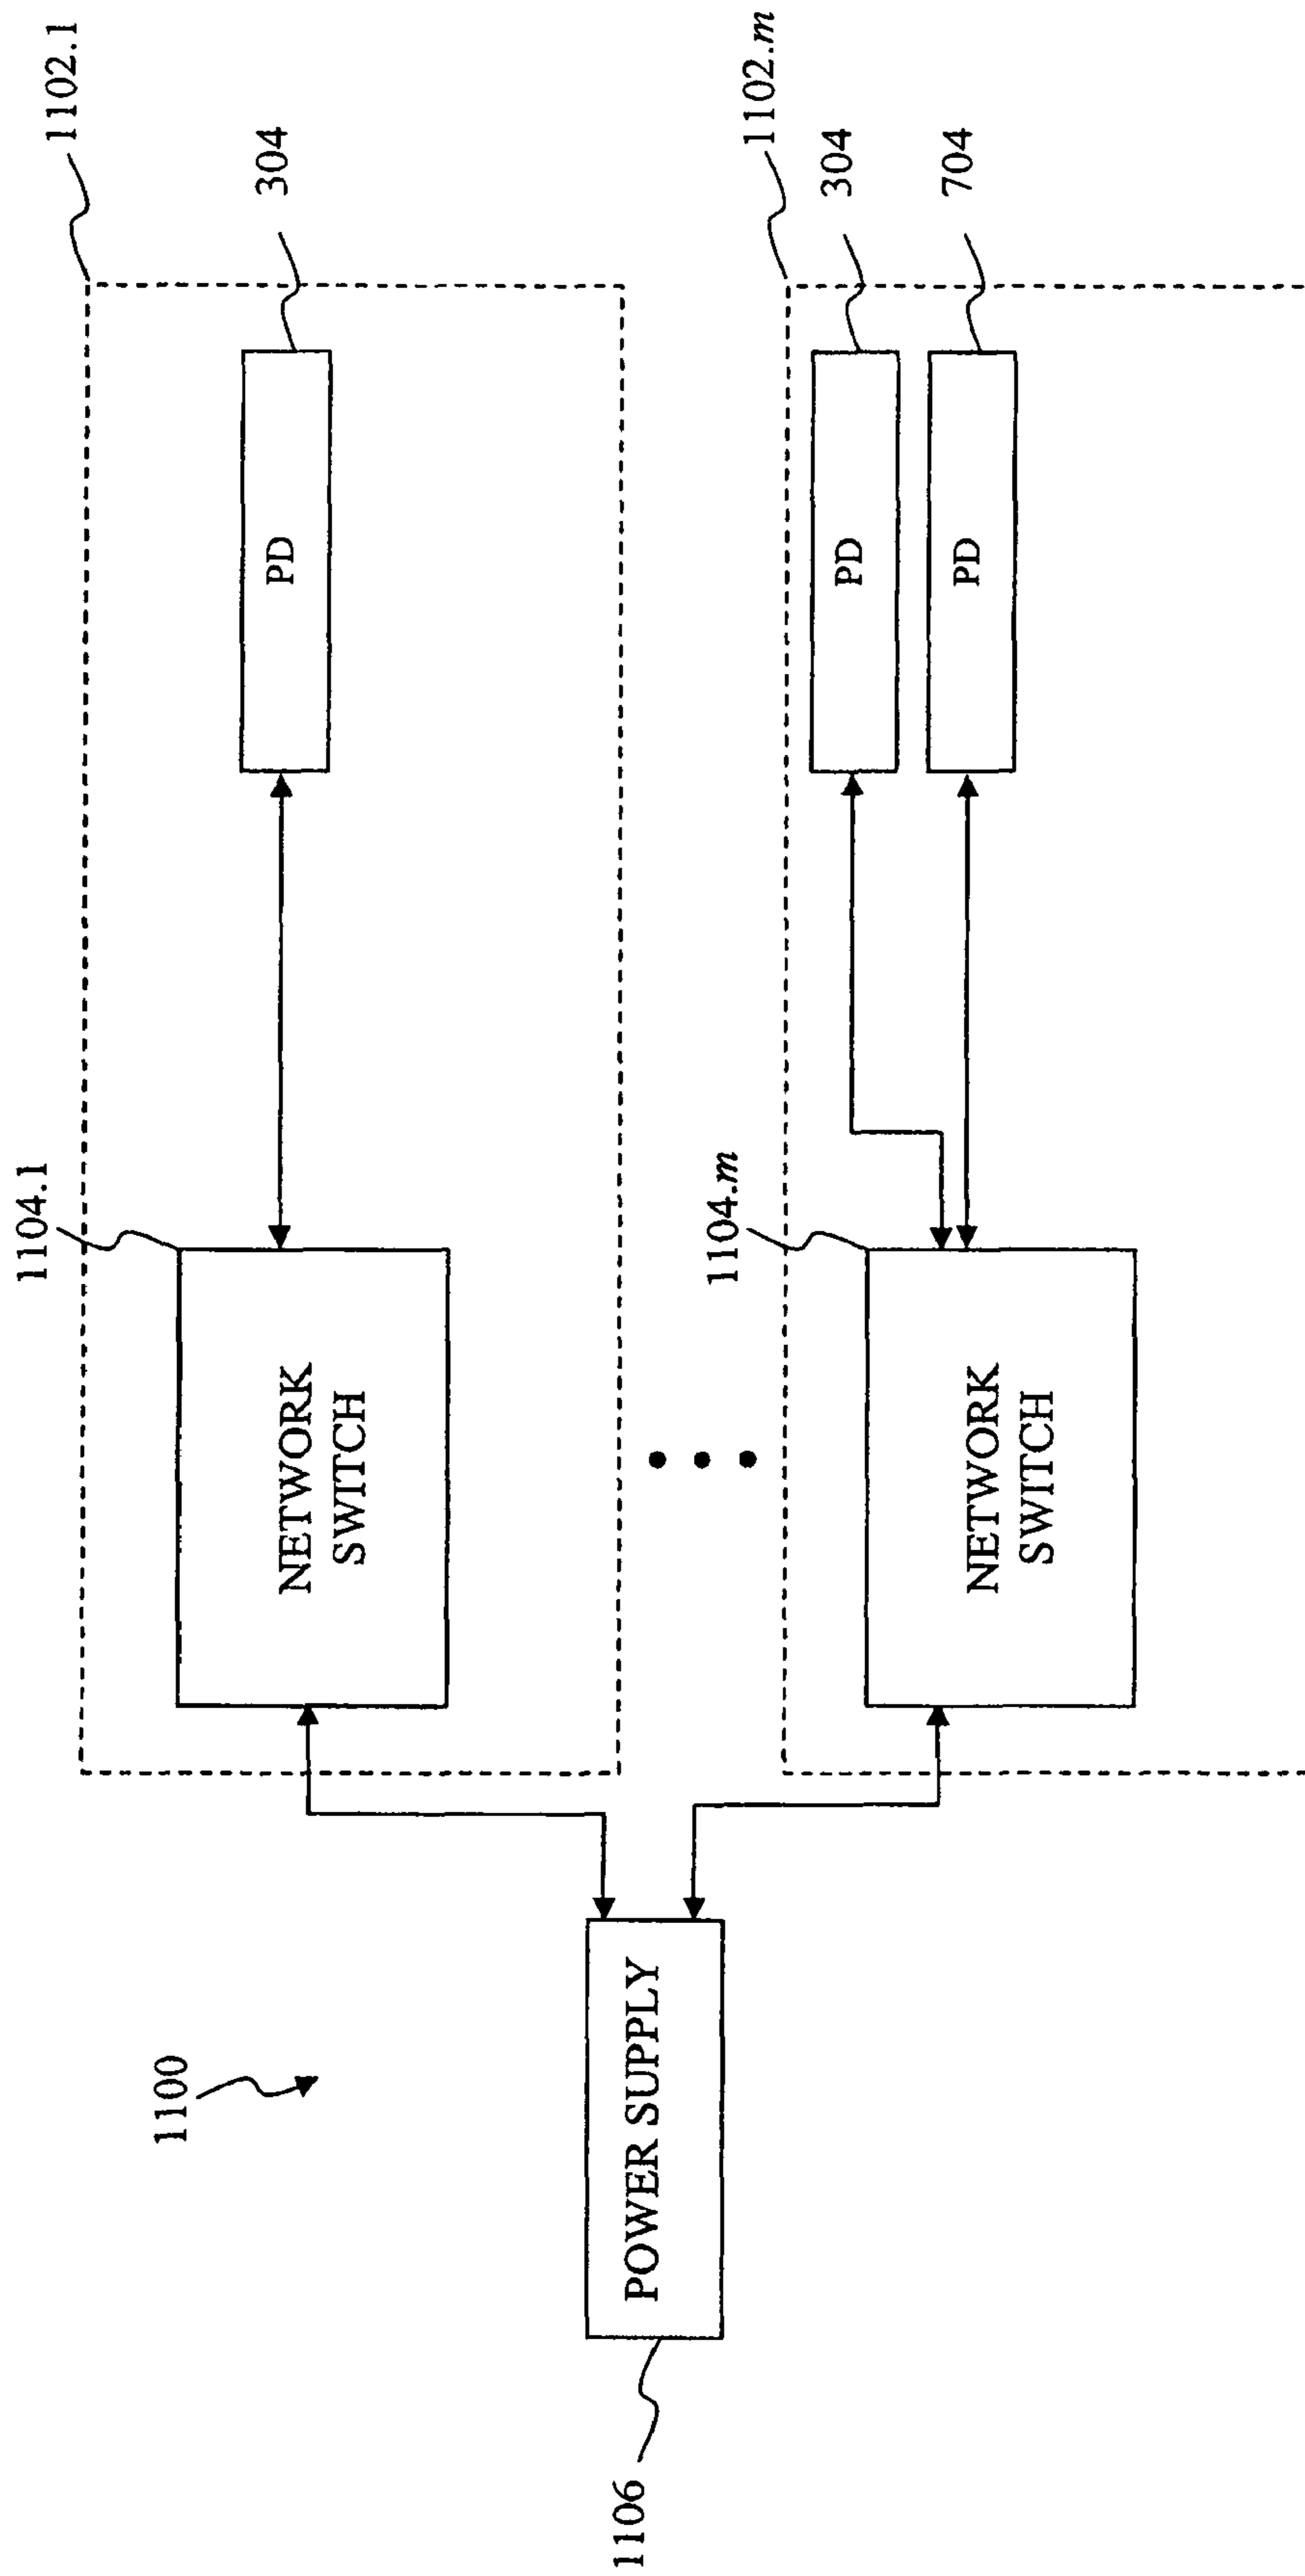 1100
1106
POWER SUPPLY
1104.1
NETWORK
SWITCH
PD
304
1102.1
1104.m
NETWORK
SWITCH
PD
304
PD
704
1102.m